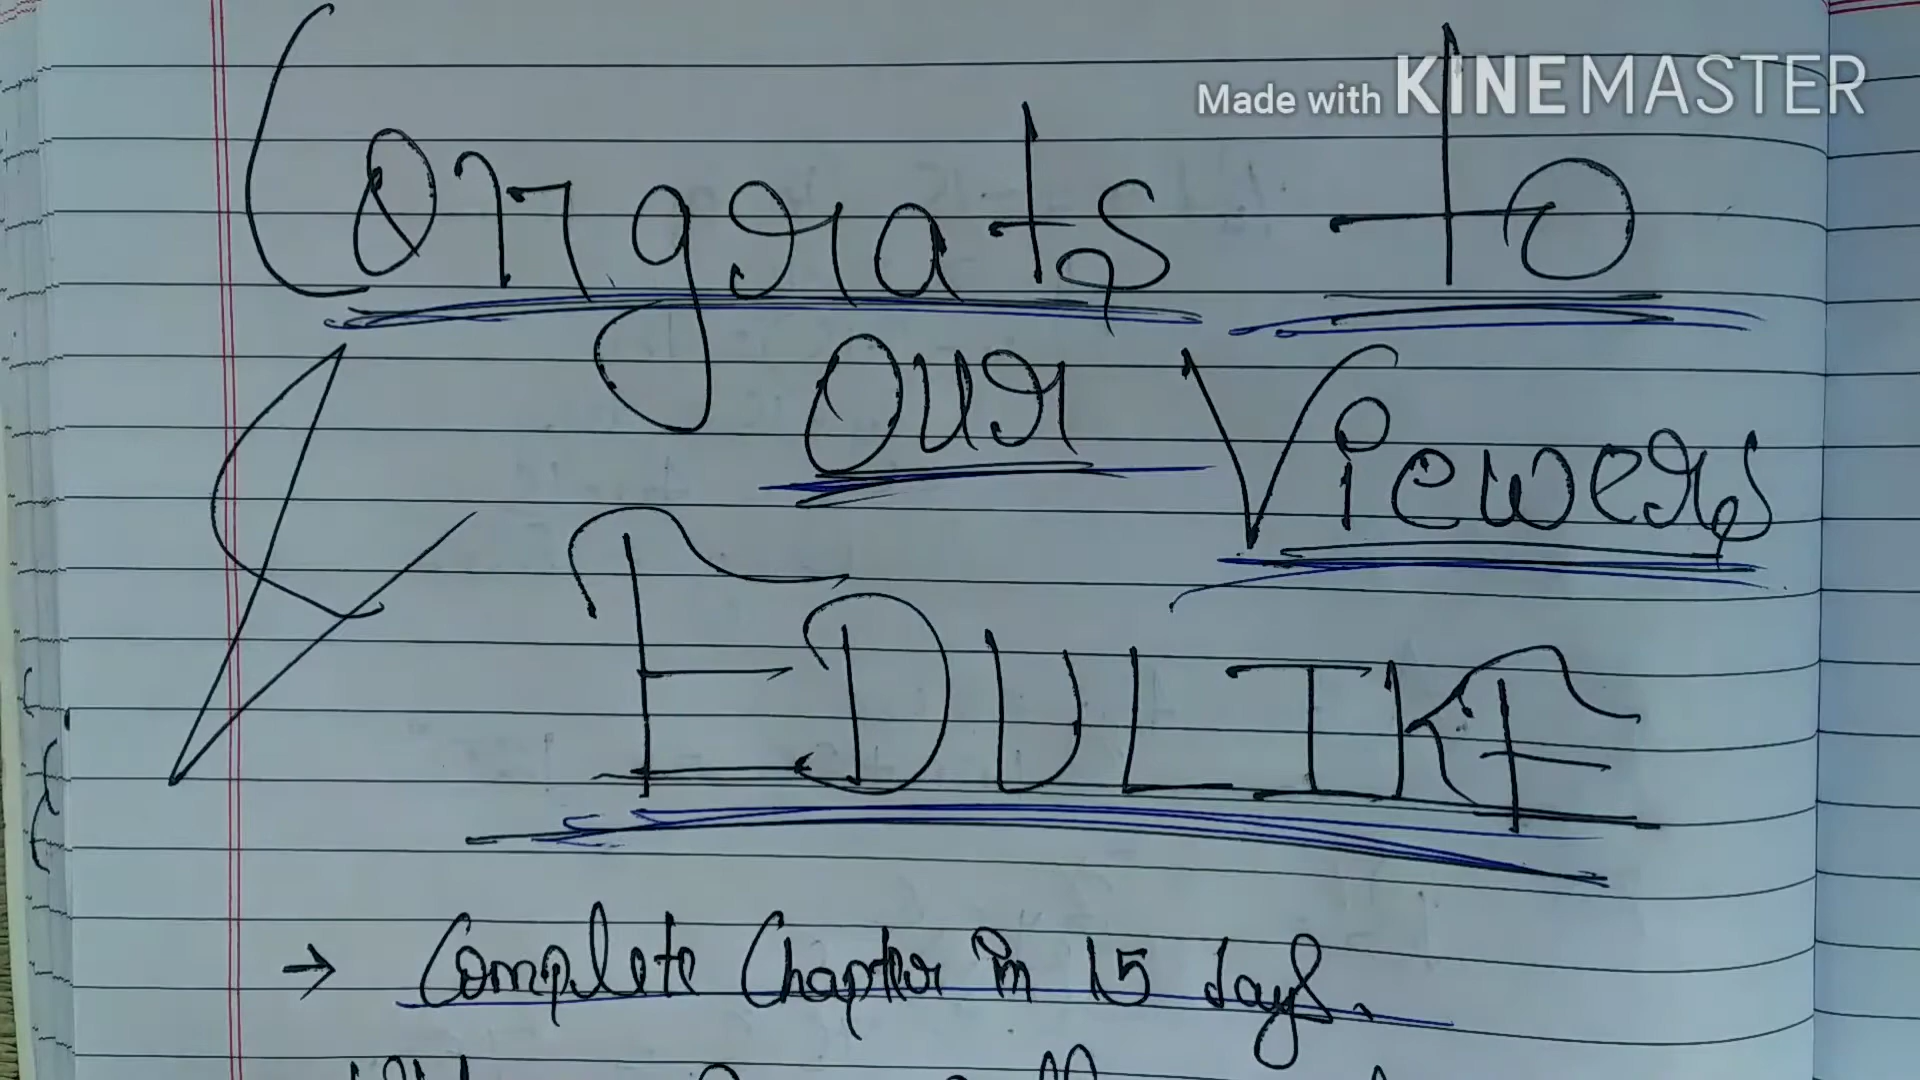 Made with KINEMASTER
Congrats to
our Viewers
EDULIKE
→ Complete Chapter in 15 days.